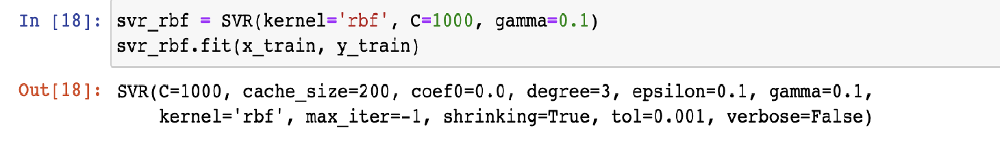 In [18]: svr_rbf = SVR(kernel='rbf', C=1000, gamma=0.1)
svr_rbf.fit(x_train, y_train)
Out[18]: SVR(C=1000, cache_size=200, coef0=0.0, degree=3, epsilon=0.1, gamma=0.1,
kernel='rbf', max_iter=-1, shrinking=True, tol=0.001, verbose=False)